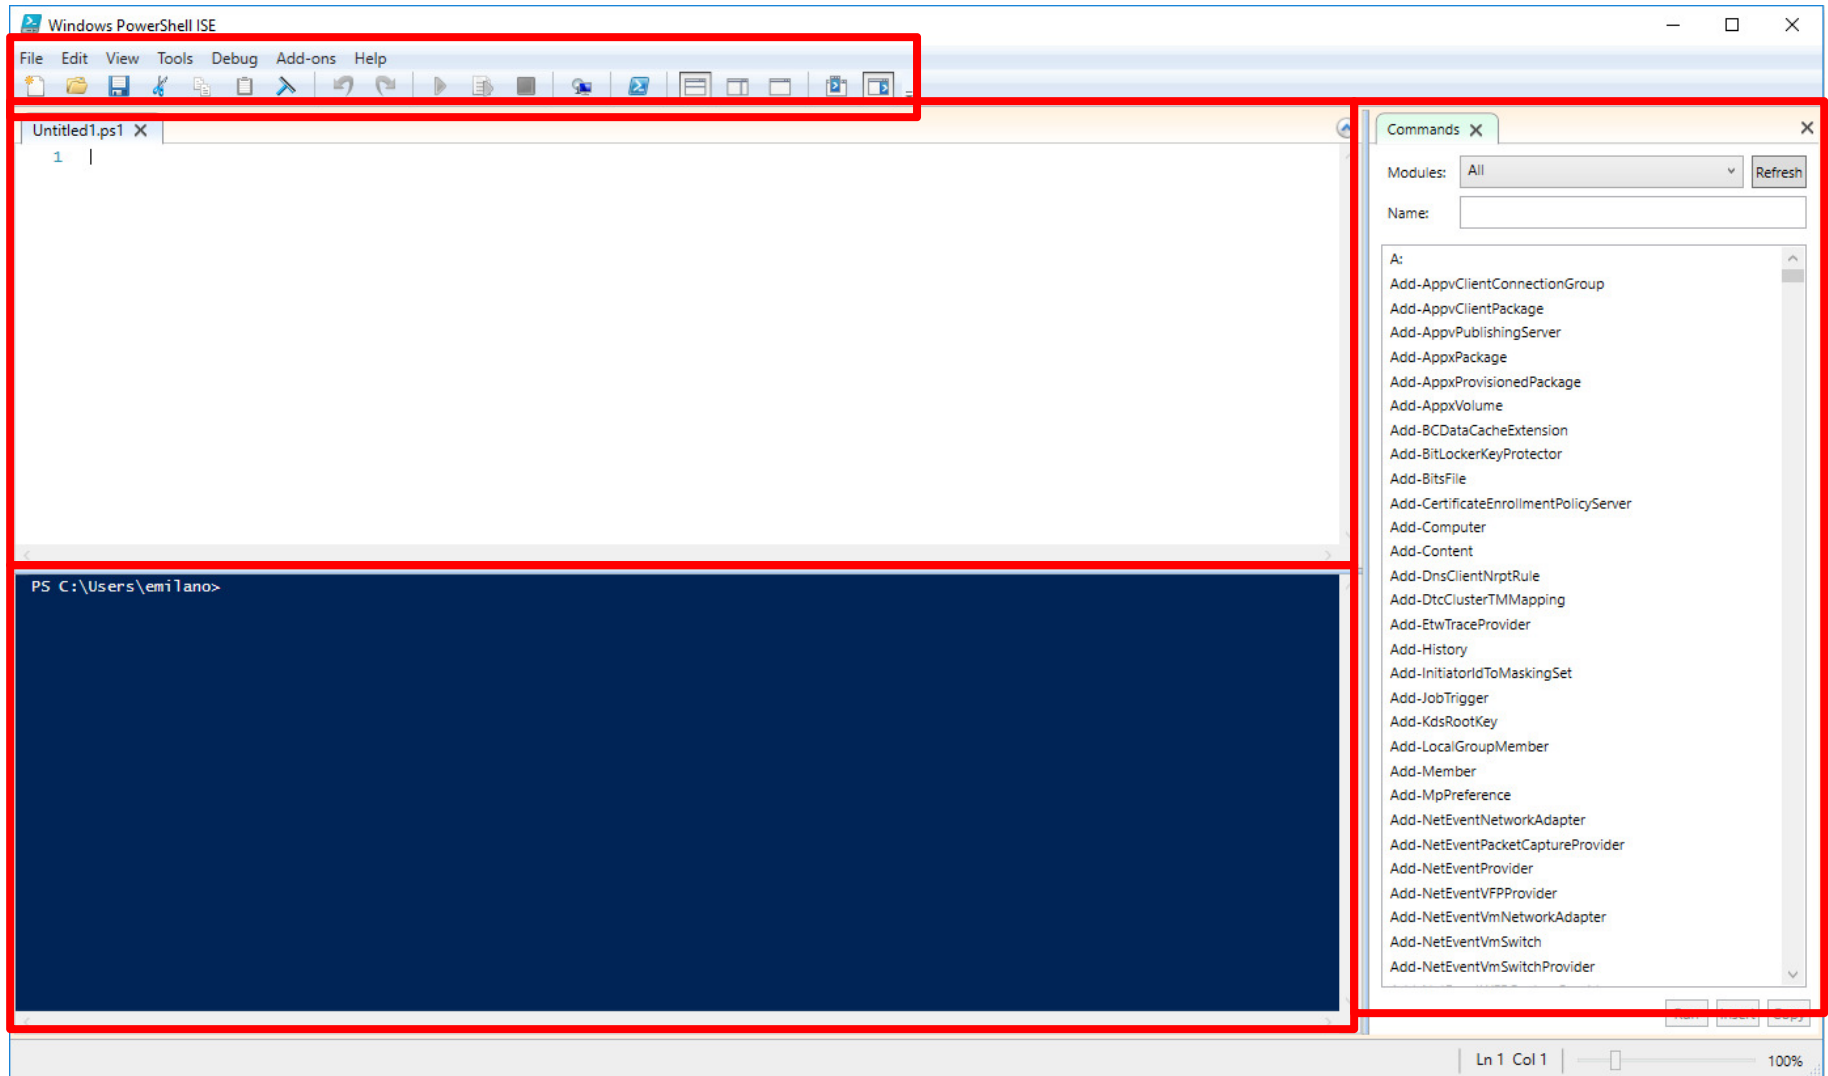 Windows PowerShell ISE
File Edit View Tools Debug Add-ons Help
Untitled1.ps1
1
PS C:\Users\emilano>
Commands
Modules: All Refresh
Name:
A:
Add-AppvClientConnectionGroup
Add-AppvClientPackage
Add-AppvPublishingServer
Add-AppxPackage
Add-AppxProvisionedPackage
Add-AppxVolume
Add-BCDataCacheExtension
Add-BitLockerKeyProtector
Add-BitsFile
Add-CertificateEnrollmentPolicyServer
Add-Computer
Add-Content
Add-DnsClientNrptRule
Add-DtcClusterTMMapping
Add-EtwTraceProvider
Add-History
Add-InitiatorIdToMaskingSet
Add-JobTrigger
Add-KdsRootKey
Add-LocalGroupMember
Add-Member
Add-MpPreference
Add-NetEventNetworkAdapter
Add-NetEventPacketCaptureProvider
Add-NetEventProvider
Add-NetEventVFPProvider
Add-NetEventVmNetworkAdapter
Add-NetEventVmSwitch
Add-NetEventVmSwitchProvider
Ln 1 Col 1 100%